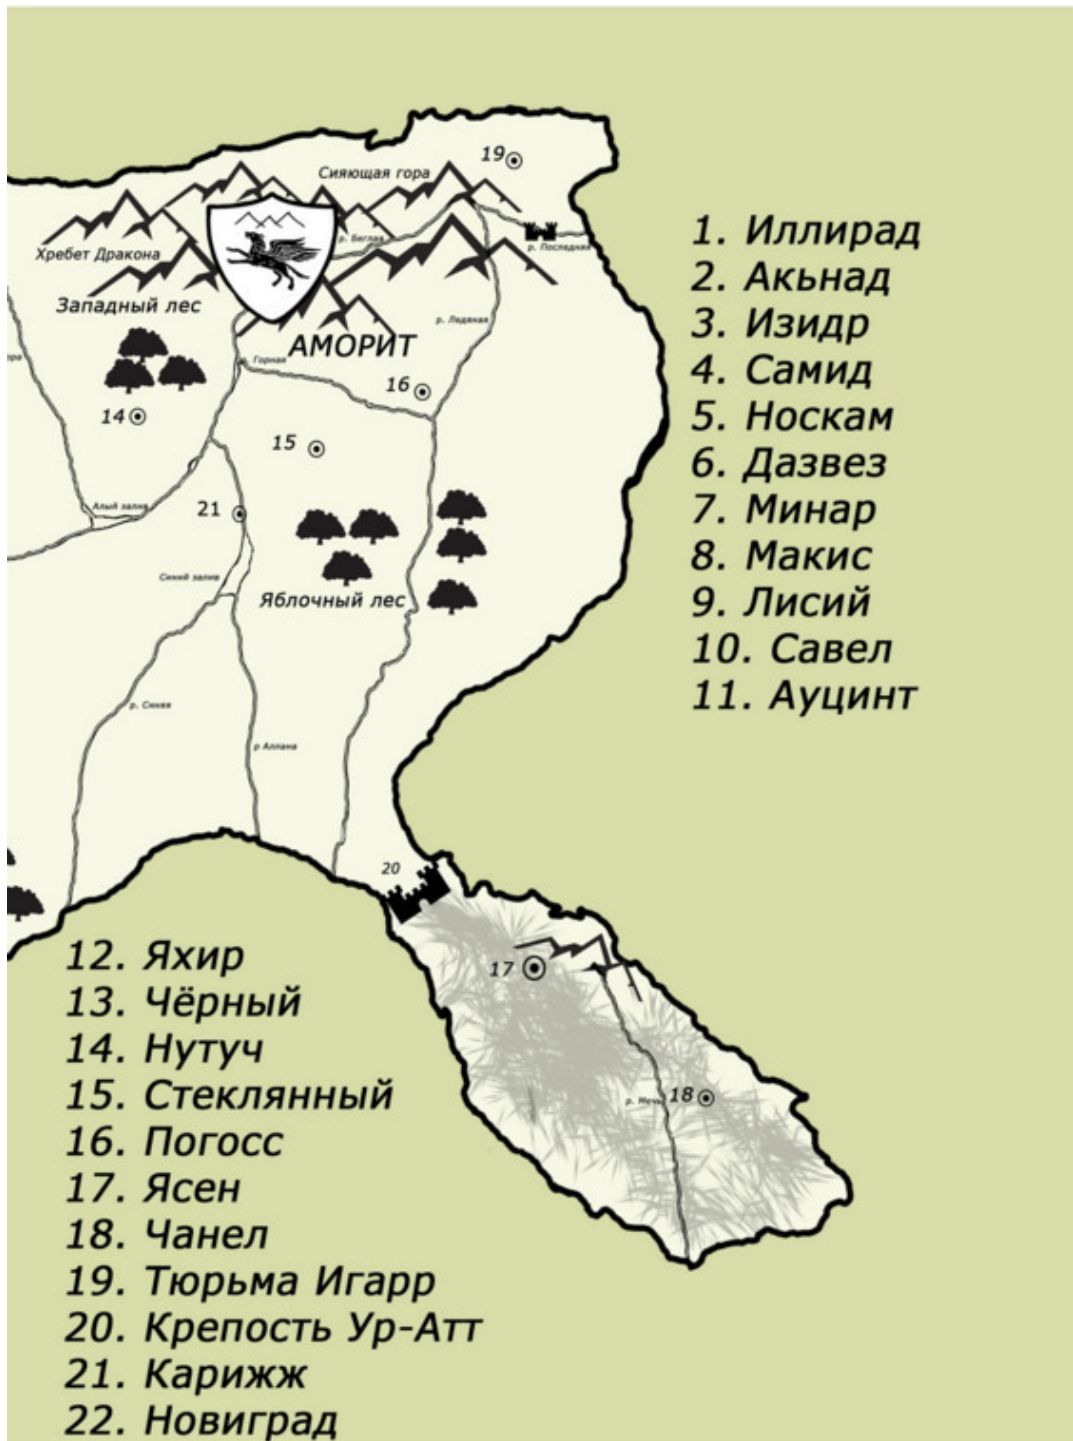 19
Сияющая гора
р. Беглая
р. Последняя
Хребет Дракона
Западный лес
р. Ледяная
АМОРИТ
р. Горная
16
14
15
Алый залив
21
Синий залив
Яблочный лес
р. Синяя
р Аллана
20
17
18
1. Иллирад
2. Акьнад
3. Изидр
4. Самид
5. Носкам
6. Дазвез
7. Минар
8. Макис
9. Лисий
10. Савел
11. Ауцинт
12. Яхир
13. Чёрный
14. Нутуч
15. Стеклянный
16. Погосс
17. Ясен
18. Чанел
19. Тюрьма Игарр
20. Крепость Ур-Атт
21. Карижж
22. Новиград